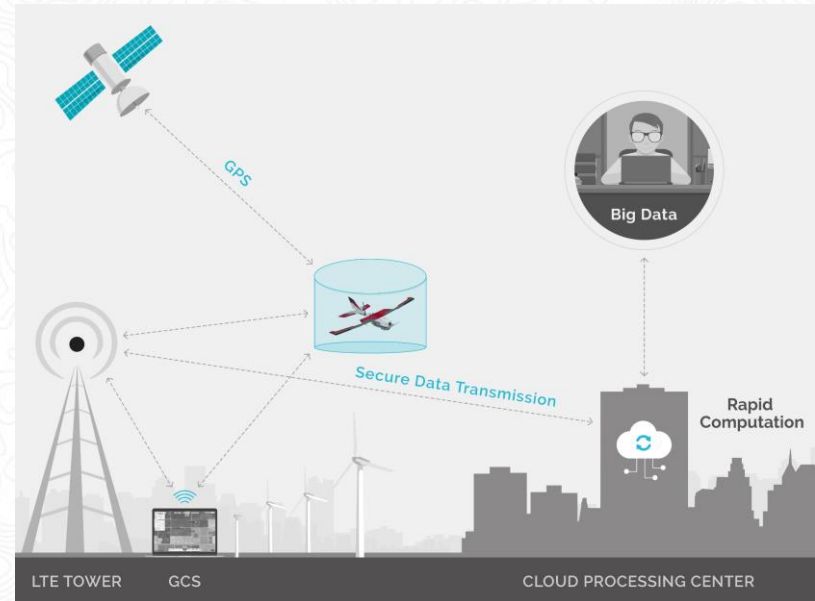 GPS
Big Data
Secure Data Transmission
Rapid
Computation
LTE TOWER
GCS
CLOUD PROCESSING CENTER